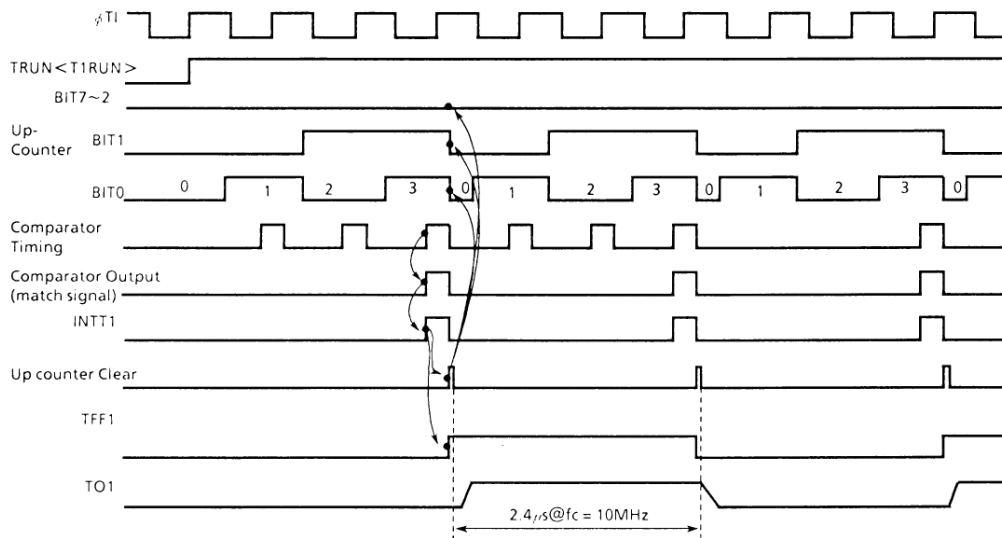 φT1
TRUN<T1RUN>
BiT7~2
Up-
Counter
BIT1
BIT0
0 1 2 3 0 1 2 3 0 1 2 3 0
Comparator
Timing
Comparator Output
(match signal)
INTT1
Up counter Clear
TFF1
TO1
2.4μs@fc = 10MHz